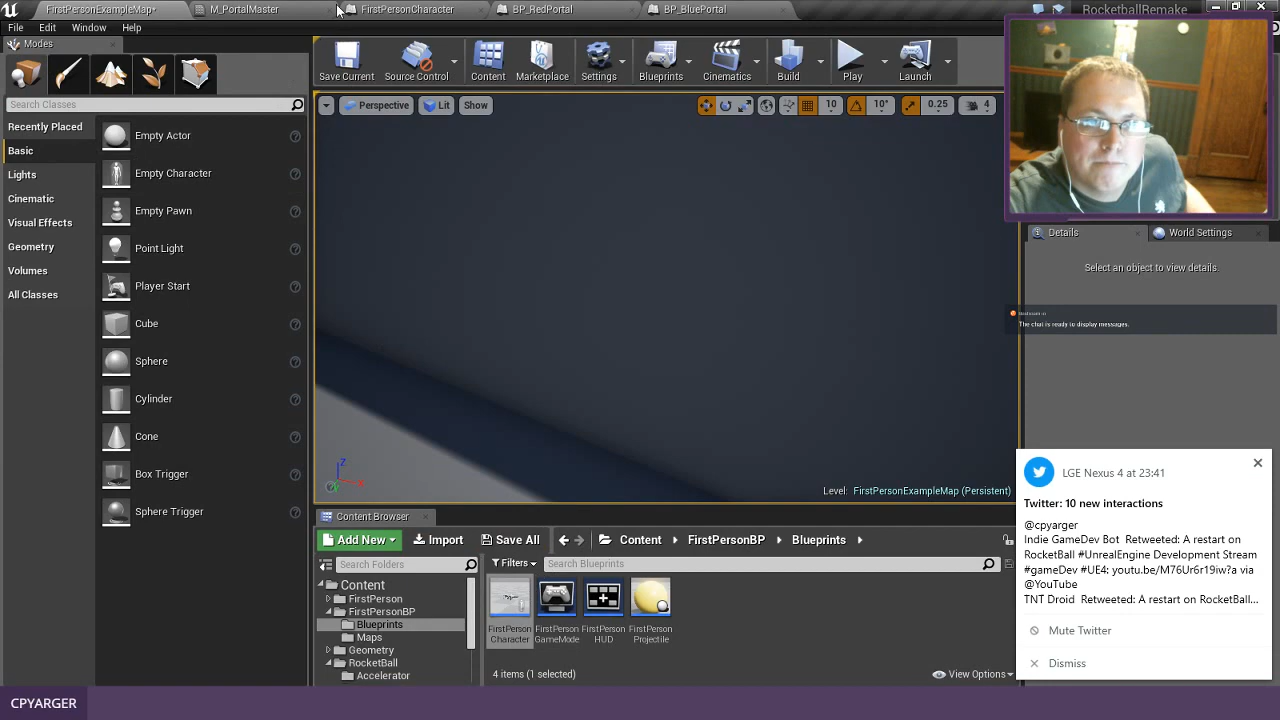 FirstPersonExampleMap*
M_PortalMaster
FirstPersonCharacter
BP_RedPortal
BP_BluePortal
RocketballRemake
File
Edit
Window
Help
Modes
Search Classes
Recently Placed
Basic
Lights
Cinematic
Visual Effects
Geometry
Volumes
All Classes
Empty Actor
Empty Character
Empty Pawn
Point Light
Player Start
Cube
Sphere
Cylinder
Cone
Box Trigger
Sphere Trigger
Save Current
Source Control
Content
Marketplace
Settings
Blueprints
Cinematics
Build
Play
Launch
Perspective
Lit
Show
10
10°
0.25
4
X
Z
Level: FirstPersonExampleMap (Persistent)
Details
World Settings
Select an object to view details.
The chat is ready to display messages.
Content Browser
Add New
Import
Save All
Content
FirstPersonBP
Blueprints
Search Folders
Filters
Search Blueprints
Content
FirstPerson
FirstPersonBP
Blueprints
Maps
Geometry
RocketBall
Accelerator
FirstPerson
Character
FirstPerson
GameMode
FirstPerson
HUD
FirstPerson
Projectile
4 items (1 selected)
View Options
LGE Nexus 4 at 23:41
Twitter: 10 new interactions
@cpyarger
Indie GameDev Bot Retweeted: A restart on
RocketBall #UnrealEngine Development Stream
#gameDev #UE4: youtu.be/M76Ur6r19iw?a via
@YouTube
TNT Droid Retweeted: A restart on RocketBall...
Mute Twitter
Dismiss
CPYARGER